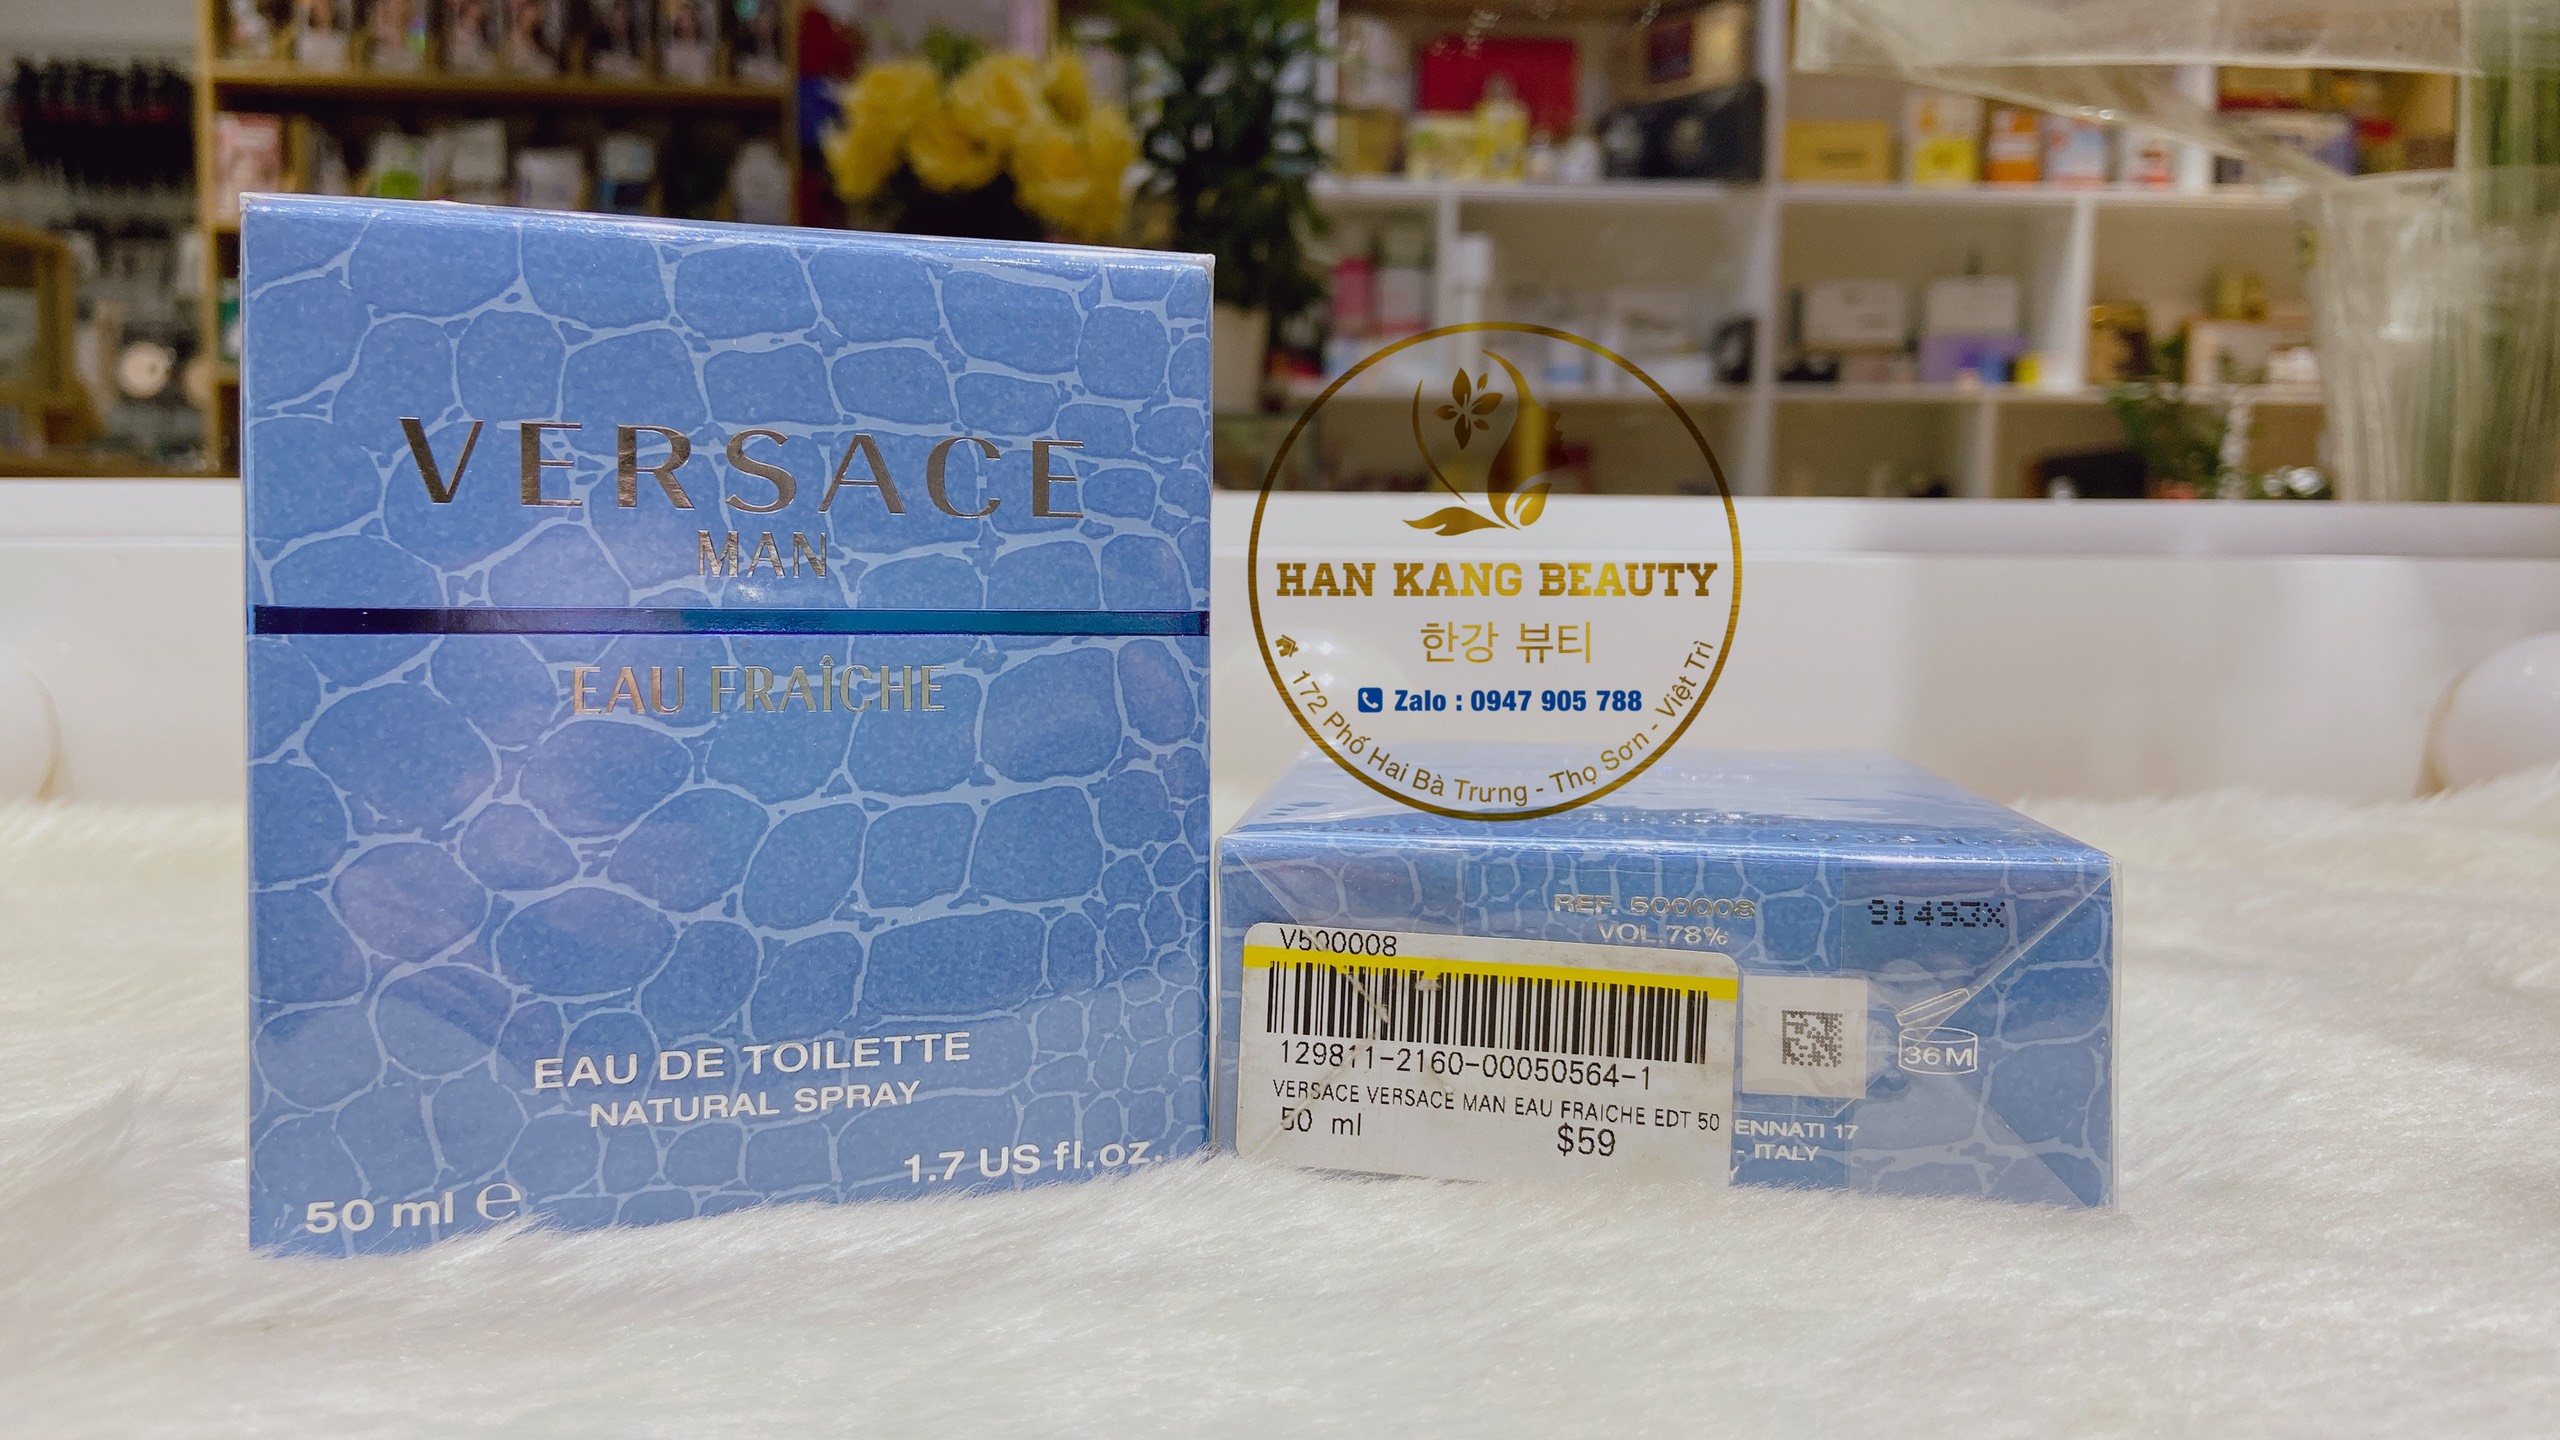 VERSACE
MAN
EAU FRAÎCHE
EAU DE TOILETTE
NATURAL SPRAY
1.7 US fl.oz.
50 ml e
HAN KANG BEAUTY
한강 뷰티
Zalo : 0947 905 788
172 Phố Hai Bà Trưng - Thọ Sơn - Việt Trì
REF. 500008
VOL.78%
91493X
V500008
129811-2160-00050564-1
VERSACE VERSACE MAN EAU FRAICHE EDT 50
50 ml
$59
36M
ENNATI 17
- ITALY